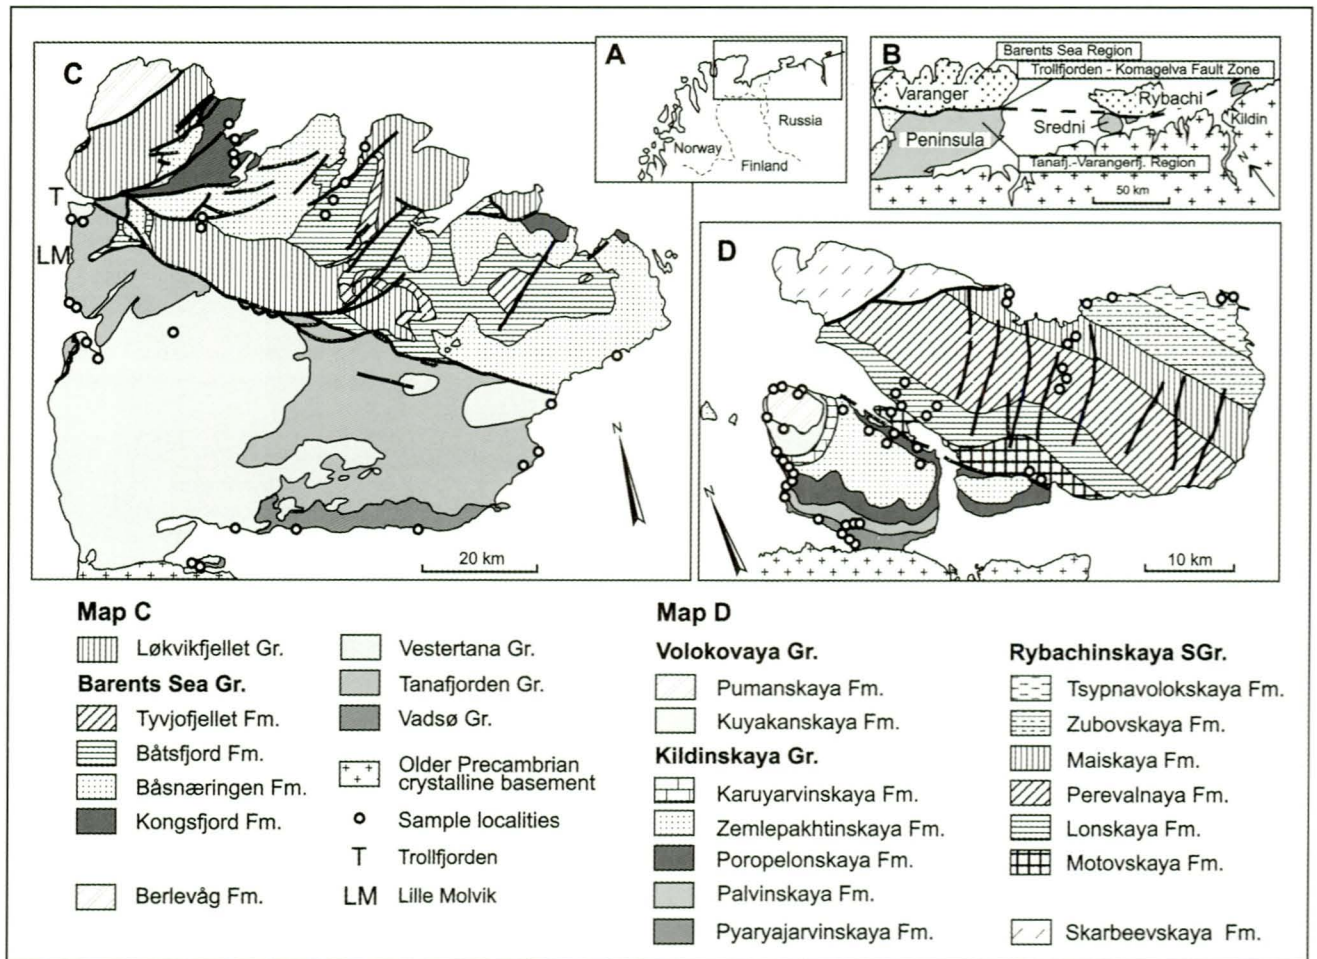 C
T
LM
N
20 km
A
Norway
Finland
Russia
B
Barents Sea Region
Trollfjorden - Komagelva Fault Zone
Varanger
Peninsula
Rybachi
Sredni
Kildin
Tanafj.-Varangerfj. Region
50 km
N
D
N
10 km
Map C
Løkvikfjellet Gr.
Barents Sea Gr.
Tyvjofjellet Fm.
Båtsfjord Fm.
Båsnæringen Fm.
Kongsfjord Fm.
Berlevåg Fm.
Vestertana Gr.
Tanafjorden Gr.
Vadsø Gr.
Older Precambrian
crystalline basement
Sample localities
T Trollfjorden
LM Lille Molvik
Map D
Volokovaya Gr.
Pumanskaya Fm.
Kuyakanskaya Fm.
Kildinskaya Gr.
Karuyarvinskaya Fm.
Zemlepakhtinskaya Fm.
Poropelonskaya Fm.
Palvinskaya Fm.
Pyaryajarvinskaya Fm.
Rybachinskaya SGr.
Tsypnavolokskaya Fm.
Zubovskaya Fm.
Maiskaya Fm.
Perevalnaya Fm.
Lonskaya Fm.
Motovskaya Fm.
Skarbeevskaya Fm.